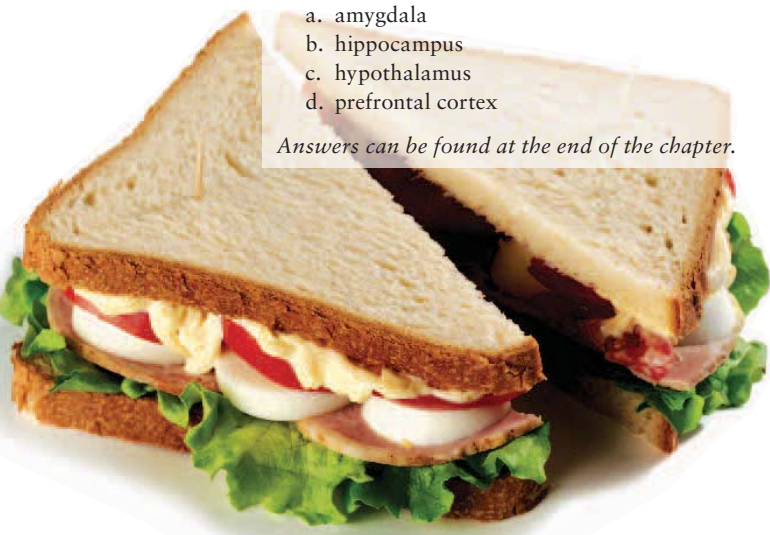 a. amygdala
b. hippocampus
c. hypothalamus
d. prefrontal cortex
Answers can be found at the end of the chapter.